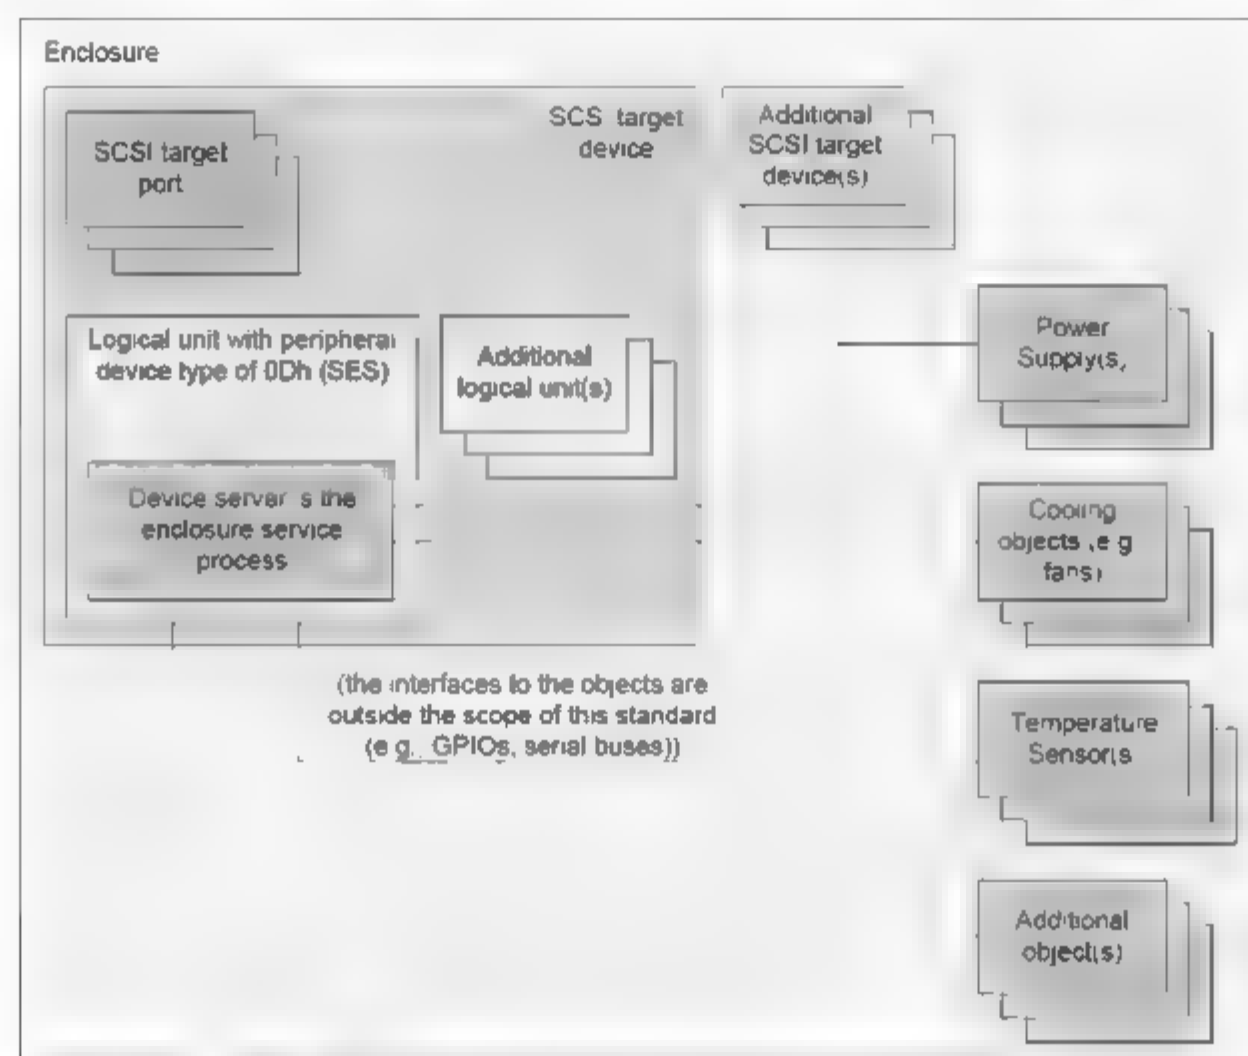 Enclosure
SCSI target
port
SCS target
device
Additional
SCSI target
device(s)
Logical unit with peripheral
device type of 0Dh (SES)
Additional
logical unit(s)
Device server s the
enclosure service
process
(the interfaces to the objects are
outside the scope of this standard
(e g., GPIOs, serial buses))
Power
Supply(s,
Cooling
objects ,e g
fans)
Temperature
Sensor(s
Additional
object(s)